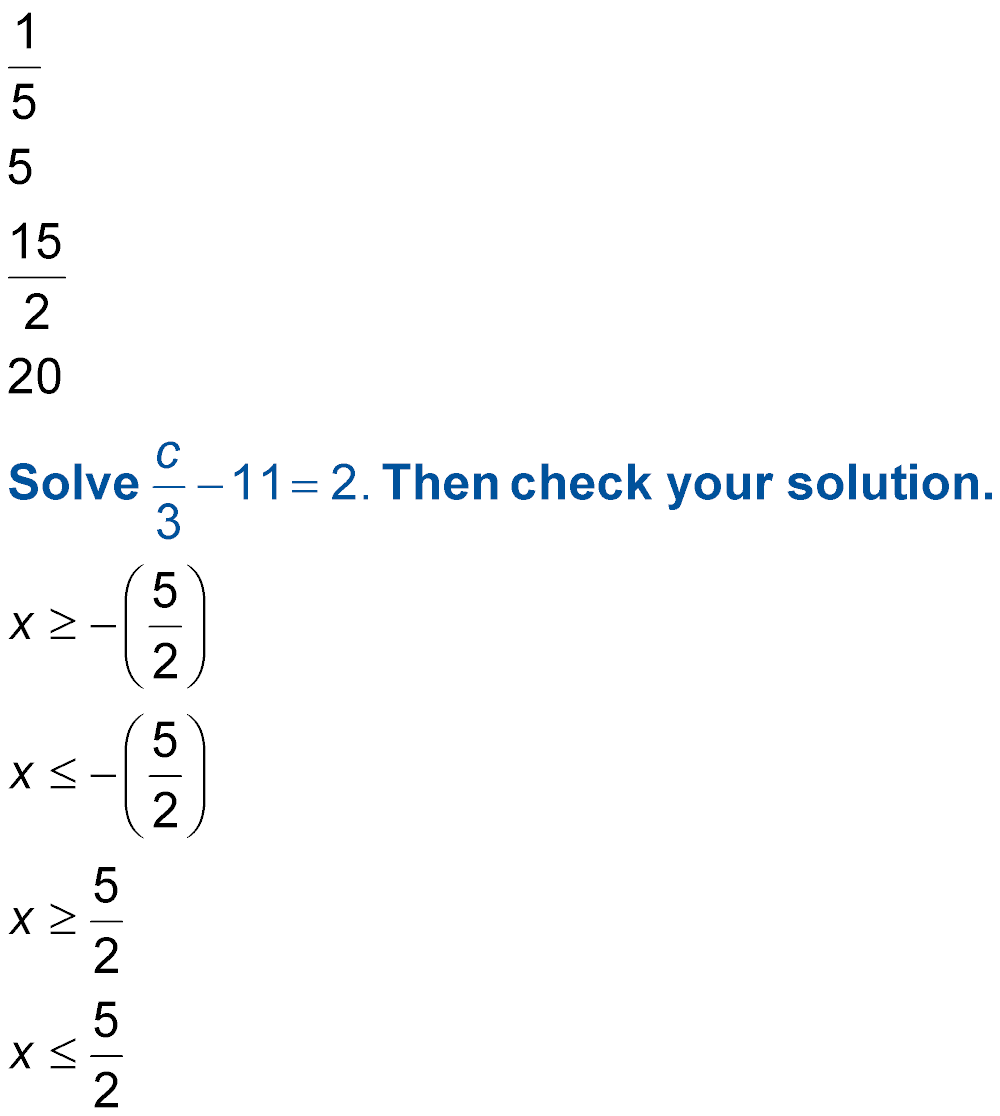 1/5
5
15/2
20
Solve c/3 − 11 = 2. Then check your solution.
x ≥ −(5/2)
x ≤ −(5/2)
x ≥ 5/2
x ≤ 5/2